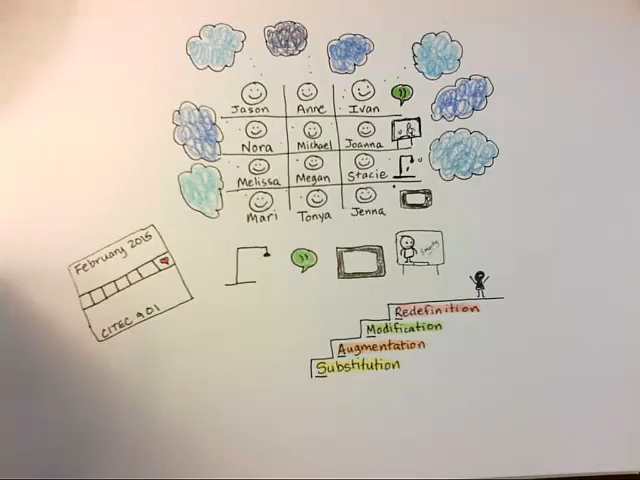 Jason Anne Ivan
Nora Michael Joanna
Melissa Megan Stacie
Mari Tonya Jenna
February 2015
CITEC 901
Redefinition
Modification
Augmentation
Substitution